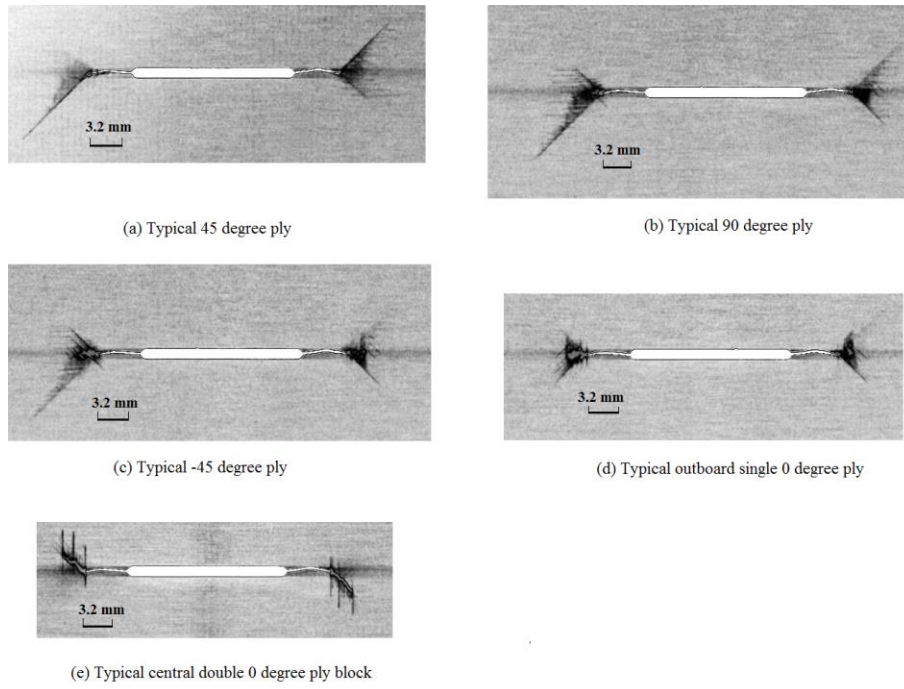 3.2 mm
(a) Typical 45 degree ply
3.2 mm
(b) Typical 90 degree ply
3.2 mm
(c) Typical -45 degree ply
3.2 mm
(d) Typical outboard single 0 degree ply
3.2 mm
(e) Typical central double 0 degree ply block